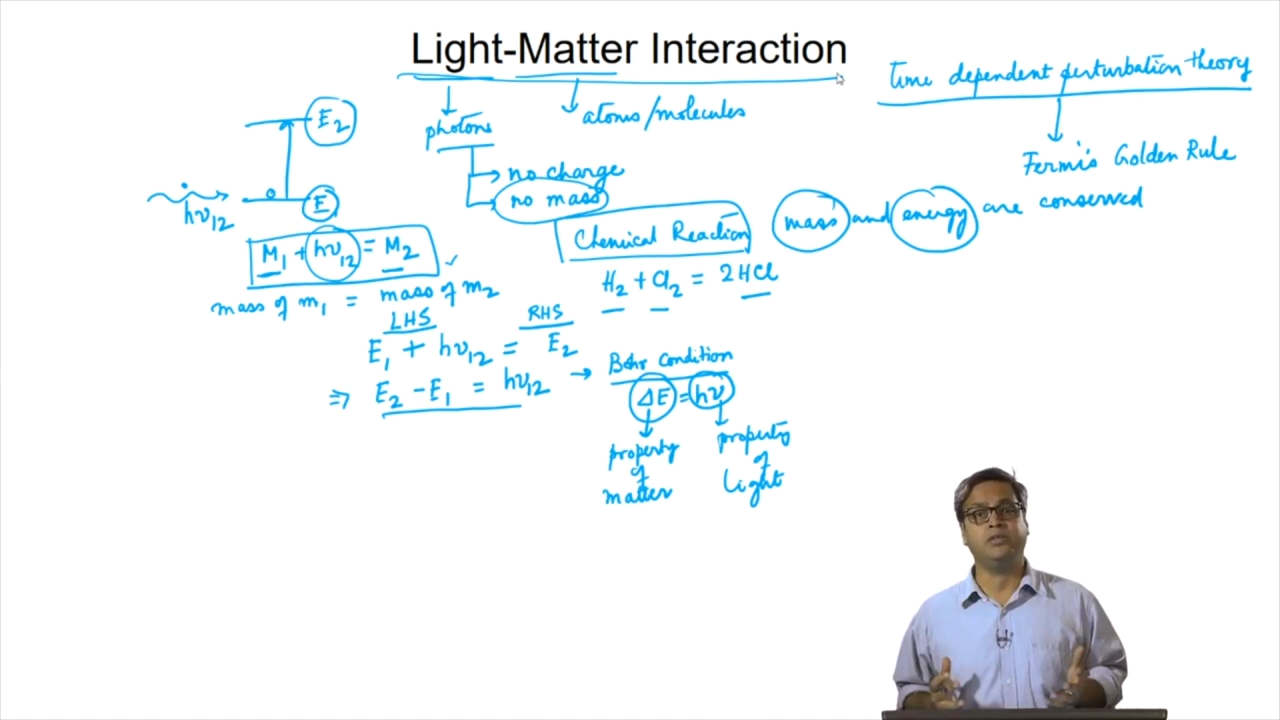 Light-Matter Interaction
Time dependent perturbation theory
Fermi's Golden Rule
E₂
photons
atoms/molecules
no charge
no mass
hν₁₂
E
M₁ + hν₁₂ = M₂
mass of m₁ = mass of m₂
Chemical Reaction
mass and energy are conserved
H₂ + Cl₂ = 2HCl
LHS
RHS
E₁ + hν₁₂ = E₂
⇒ E₂ - E₁ = hν₁₂ →
Bohr Condition
ΔE = hν
property
of
matter
property
of
light